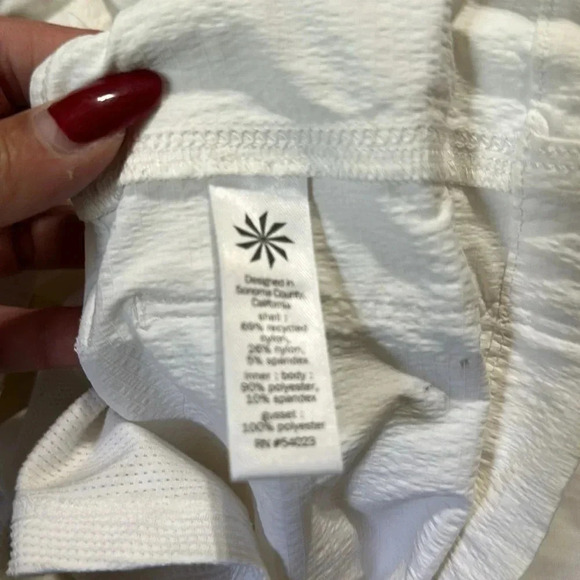 Designed in
Sonoma County,
California
shell :
69% recycled
nylon,
26% nylon,
5% spandex
inner : body :
90% polyester,
10% spandex
gusset :
100% polyester
RN #54023